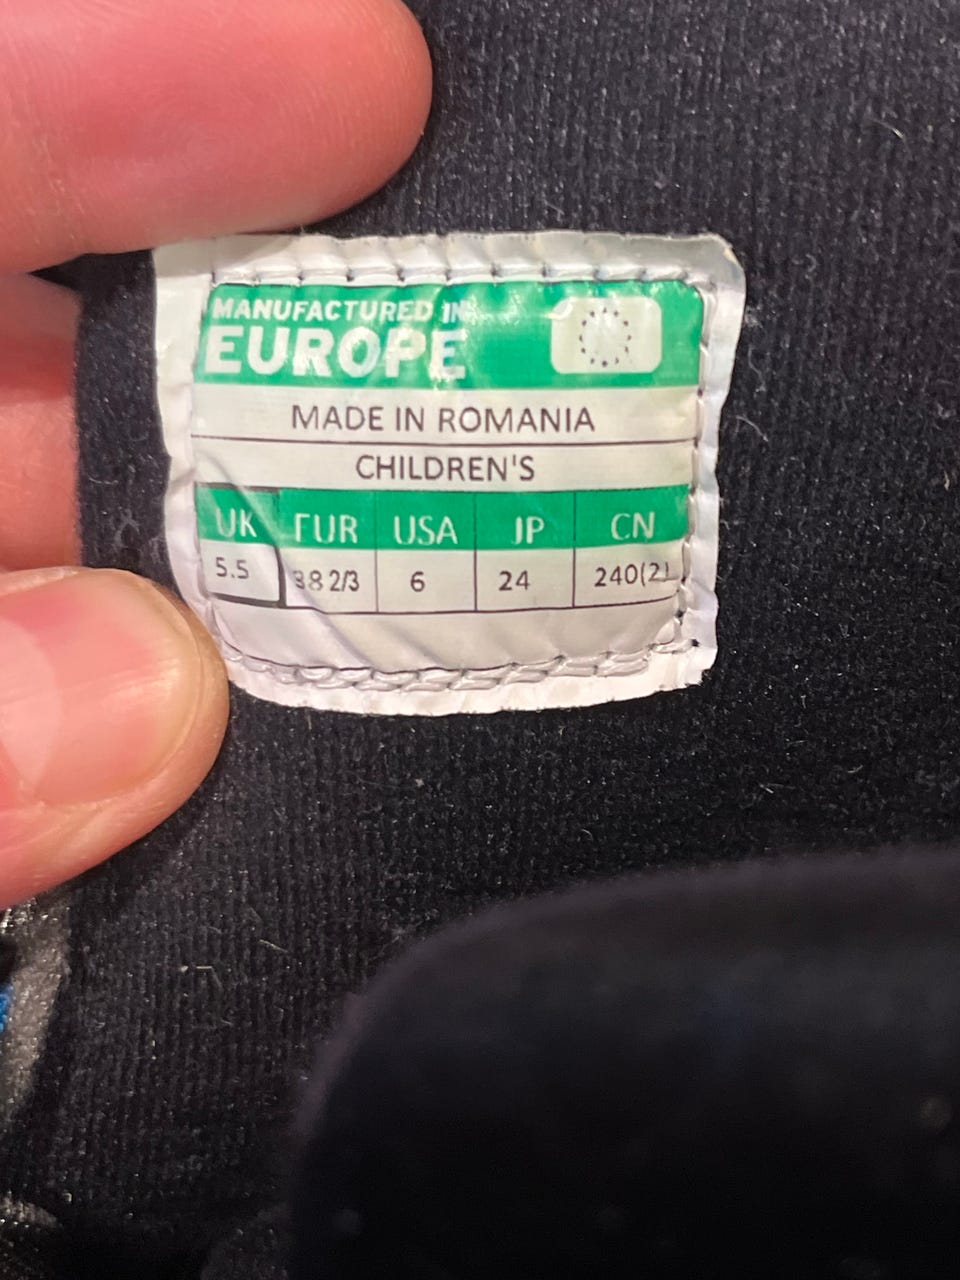 MANUFACTURED IN
EUROPE
MADE IN ROMANIA
CHILDREN'S
UK EUR USA JP CN
5.5 38 2/3 6 24 240(2)